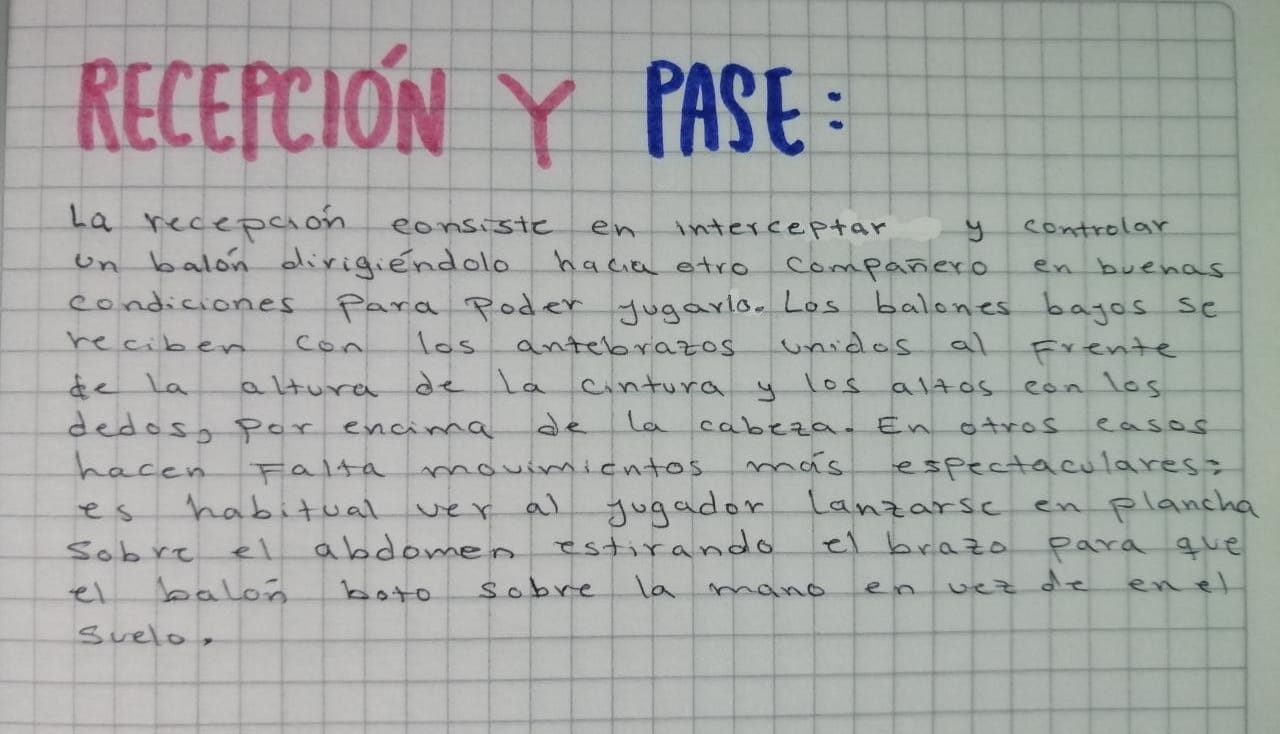 RECEPCIÓN Y PASE:
La recepción consiste en interceptar y controlar
un balón dirigiéndolo hacia otro compañero en buenas
condiciones para poder jugarlo. Los balones bajos se
reciben con los antebrazos unidos al frente
de la altura de la cintura y los altos con los
dedos, por encima de la cabeza. En otros casos
hacen falta movimientos más espectaculares:
es habitual ver al jugador lanzarse en plancha
sobre el abdomen estirando el brazo para que
el balón boto sobre la mano en vez de en el
suelo.